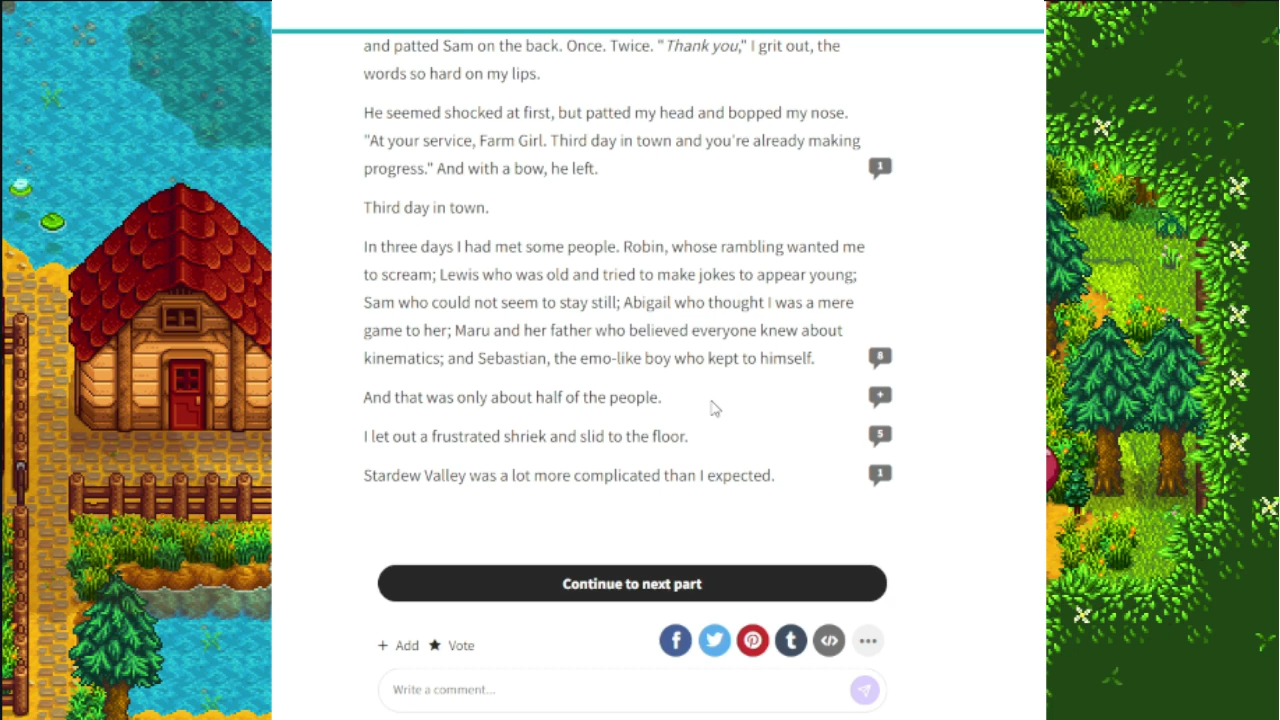 and patted Sam on the back. Once. Twice. "Thank you," I grit out, the
words so hard on my lips.
He seemed shocked at first, but patted my head and bopped my nose.
"At your service, Farm Girl. Third day in town and you're already making
progress." And with a bow, he left.
1
Third day in town.
In three days I had met some people. Robin, whose rambling wanted me
to scream; Lewis who was old and tried to make jokes to appear young;
Sam who could not seem to stay still; Abigail who thought I was a mere
game to her; Maru and her father who believed everyone knew about
kinematics; and Sebastian, the emo-like boy who kept to himself.
8
And that was only about half of the people.
+
I let out a frustrated shriek and slid to the floor.
5
Stardew Valley was a lot more complicated than I expected.
1
Continue to next part
+ Add ★ Vote
Write a comment...